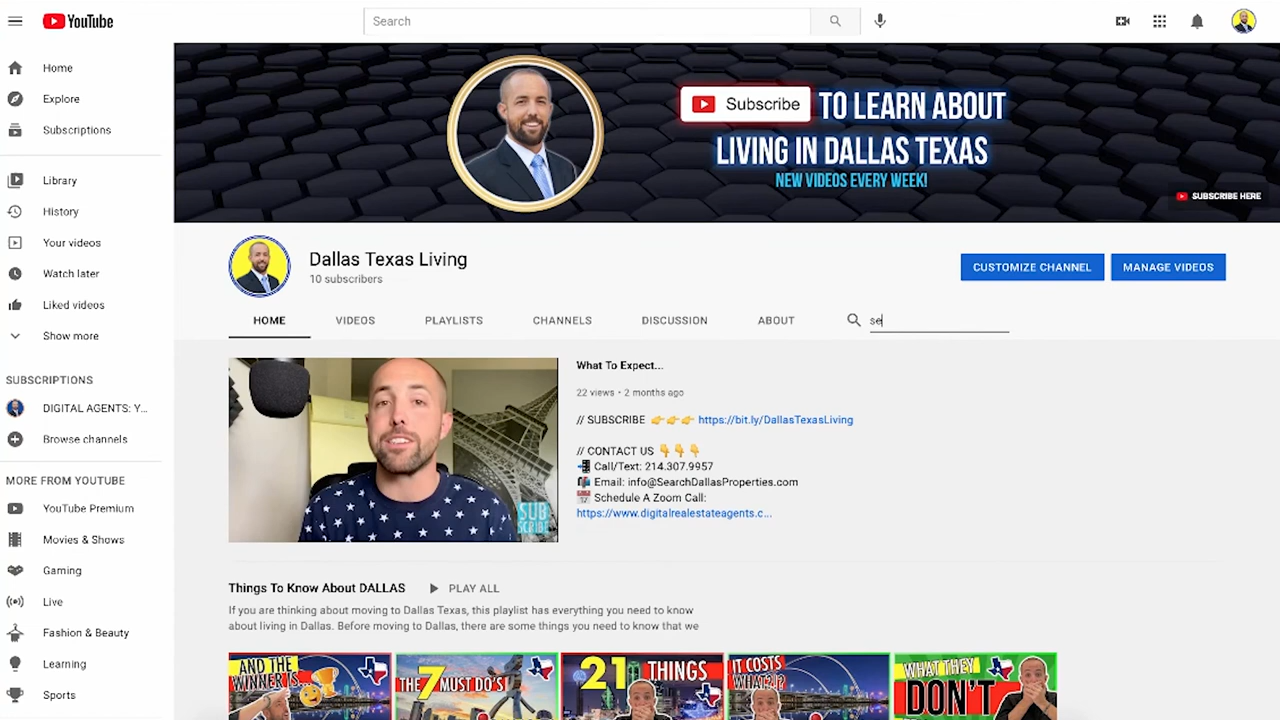 YouTube
Search
Home
Explore
Subscriptions
Library
History
Your videos
Watch later
Liked videos
Show more
SUBSCRIPTIONS
DIGITAL AGENTS: Y...
Browse channels
MORE FROM YOUTUBE
YouTube Premium
Movies & Shows
Gaming
Live
Fashion & Beauty
Learning
Sports
Subscribe TO LEARN ABOUT
LIVING IN DALLAS TEXAS
NEW VIDEOS EVERY WEEK!
SUBSCRIBE HERE
Dallas Texas Living
10 subscribers
CUSTOMIZE CHANNEL
MANAGE VIDEOS
HOME
VIDEOS
PLAYLISTS
CHANNELS
DISCUSSION
ABOUT
se
SUB
SCRIBE
What To Expect...
22 views • 2 months ago
// SUBSCRIBE 👉👉👉 https://bit.ly/DallasTexasLiving
// CONTACT US 👇👇👇
📲 Call/Text: 214.307.9957
📬 Email: info@SearchDallasProperties.com
📅 Schedule A Zoom Call:
https://www.digitalrealestateagents.c...
Things To Know About DALLAS
PLAY ALL
If you are thinking about moving to Dallas Texas, this playlist has everything you need to know
about living in Dallas. Before moving to Dallas, there are some things you need to know that we
AND THE
WINNER IS
THE 7 MUST DO'S
21 THINGS
IT COSTS
WHAT?!?
WHAT THEY
DON'T